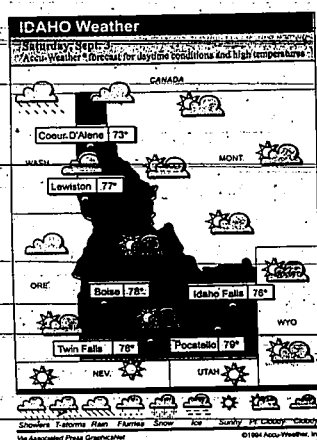 IDAHO Weather
Saturday, Sept. 3
Accu-Weather® forecast for daytime conditions and high temperatures
CANADA
Coeur D'Alene 73°
WASH.
MONT.
Lewiston 77°
ORE.
Boise 78°
Idaho Falls 76°
WYO
Twin Falls 78°
Pocatello 79°
NEV.
UTAH
Showers T-storms Rain Flurries Snow Ice Sunny Pt. Cloudy Cloudy
Via Associated Press GraphicsNet
©1994 Accu-Weather, Inc